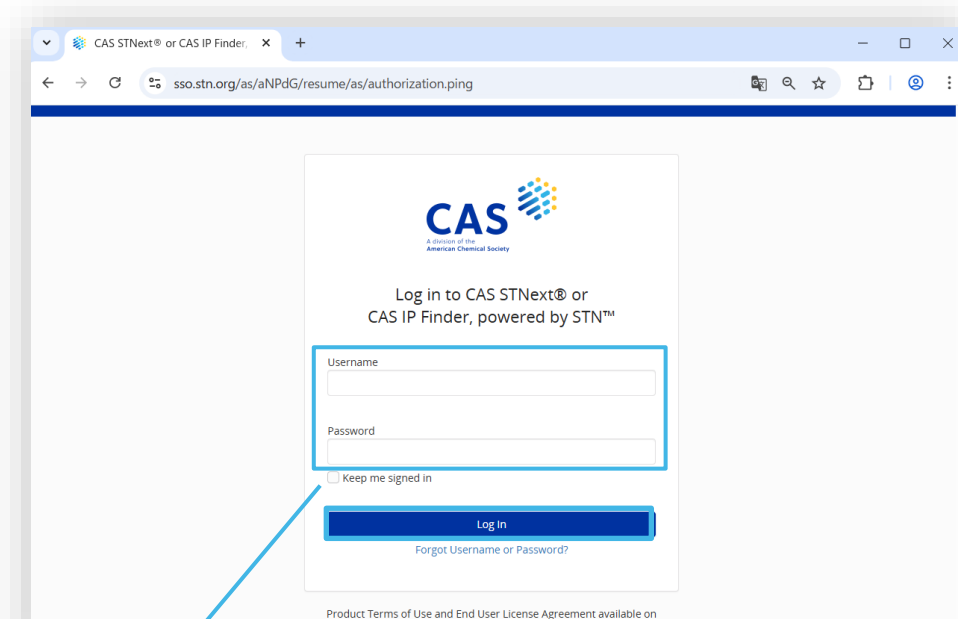 CAS STNext® or CAS IP Finder,
sso.stn.org/as/aNPdG/resume/as/authorization.ping
CAS
A division of the
American Chemical Society
Log in to CAS STNext® or
CAS IP Finder, powered by STN™
Username
Password
Keep me signed in
Log In
Forgot Username or Password?
Product Terms of Use and End User License Agreement available on